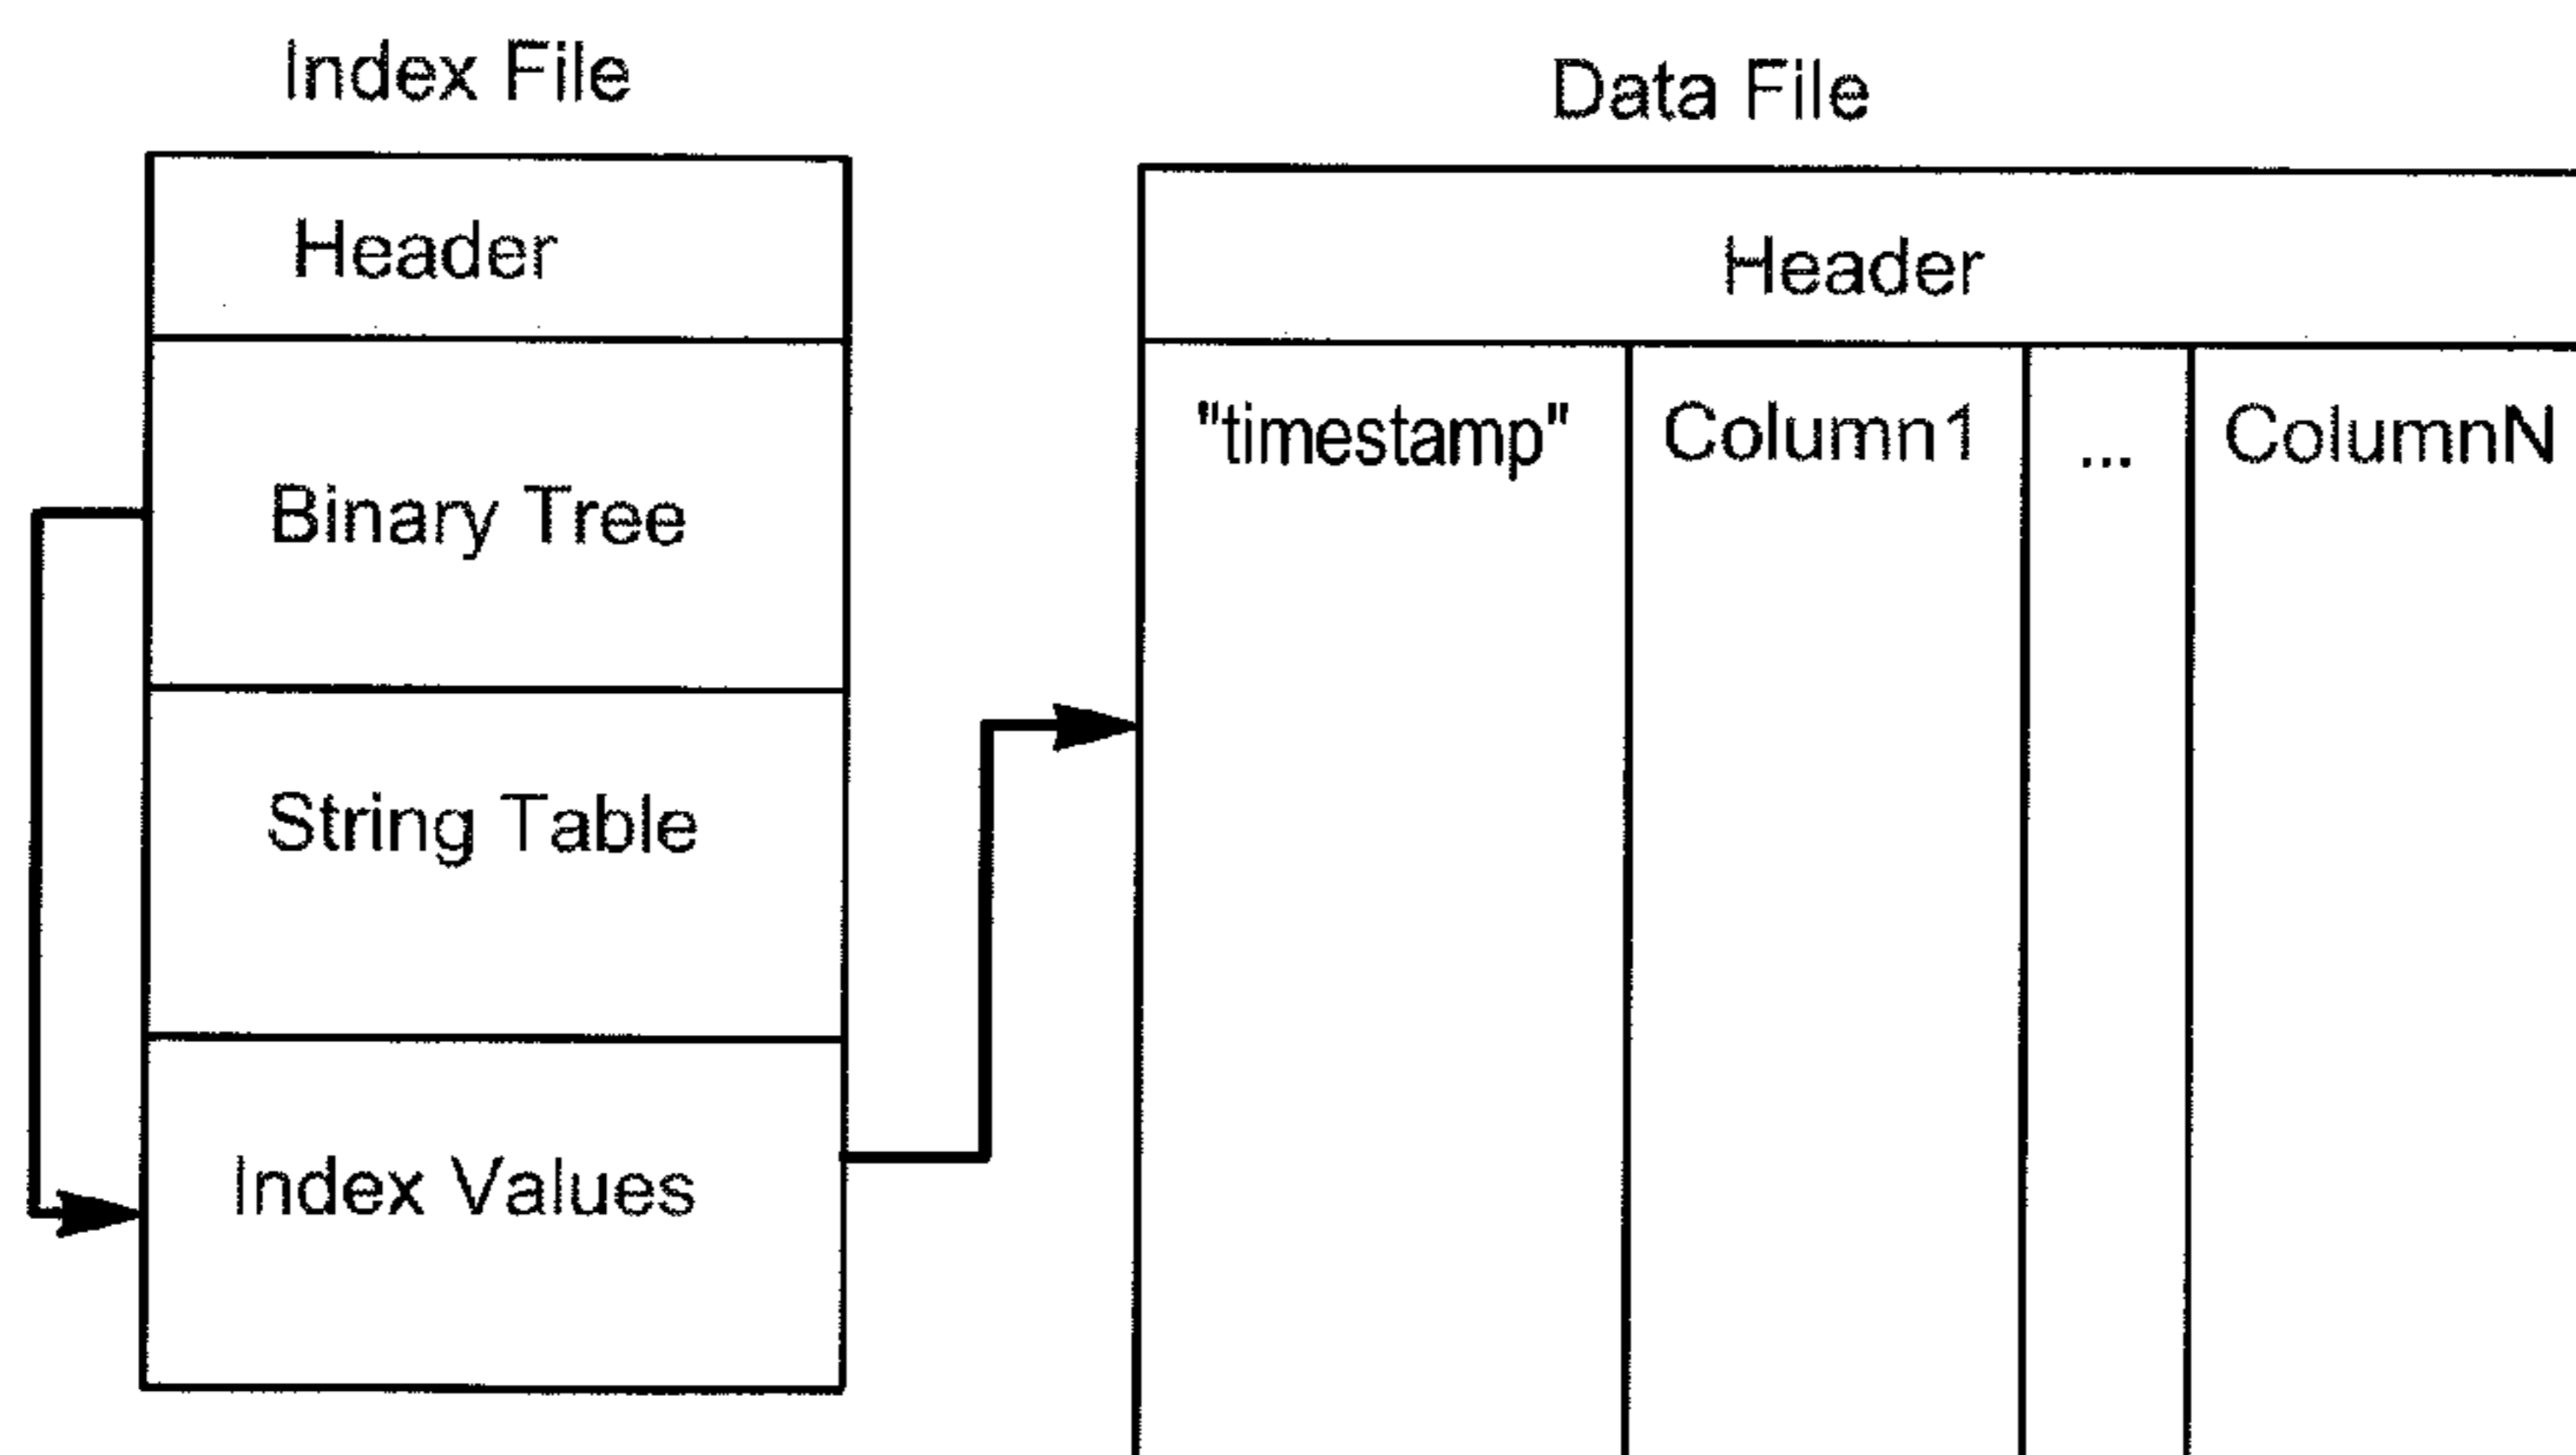 Index File
Header
Binary Tree
String Table
Index Values
Data File
Header
"timestamp" Column1 ... ColumnN